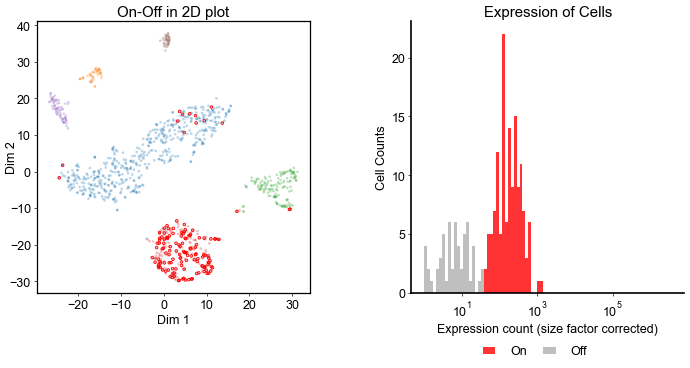 On-Off in 2D plot
Expression of Cells
Dim 2
40
30
20
10
0
−10
−20
−30
−20 −10 0 10 20 30
Dim 1
Cell Counts
20
15
10
5
0
10^1 10^3 10^5
Expression count (size factor corrected)
On Off